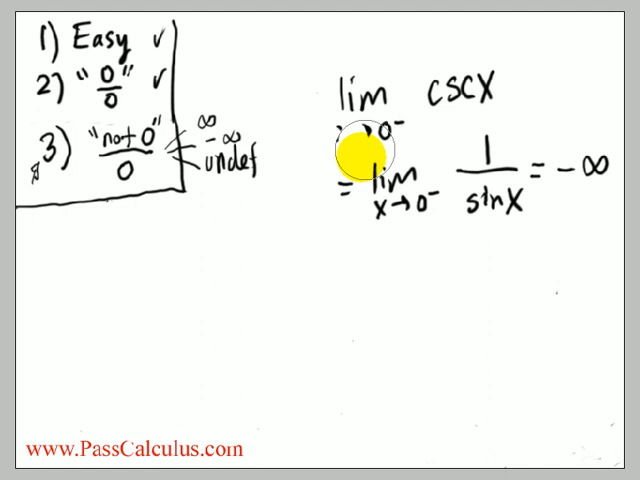 1) Easy ✓
2) "0/0" ✓
3) "not 0"/0 ∞
-∞
undef
lim cscx
→0⁻
= lim 1/sinx = -∞
x→0⁻
www.PassCalculus.com